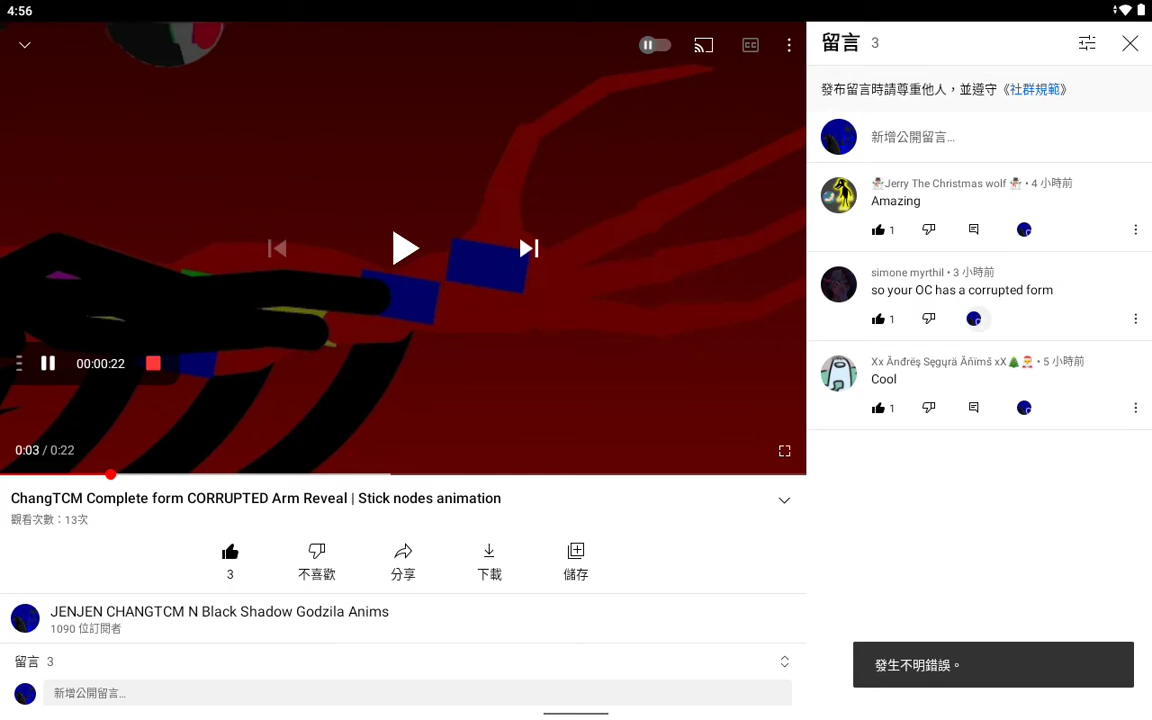 4:56
CC
00:00:22
0:03 / 0:22
ChangTCM Complete form CORRUPTED Arm Reveal | Stick nodes animation
觀看次數：13次
3
不喜歡
分享
下載
儲存
JENJEN CHANGTCM N Black Shadow Godzila Anims
1090 位訂閱者
留言 3
新增公開留言...
留言 3
發布留言時請尊重他人，並遵守《社群規範》
新增公開留言...
⛄Jerry The Christmas wolf ⛄ • 4 小時前
Amazing
1
simone myrthil • 3 小時前
so your OC has a corrupted form
1
Xx Ãnđrëş Sęgųrä Äñïmš xX🎄🎅 • 5 小時前
Cool
1
發生不明錯誤。